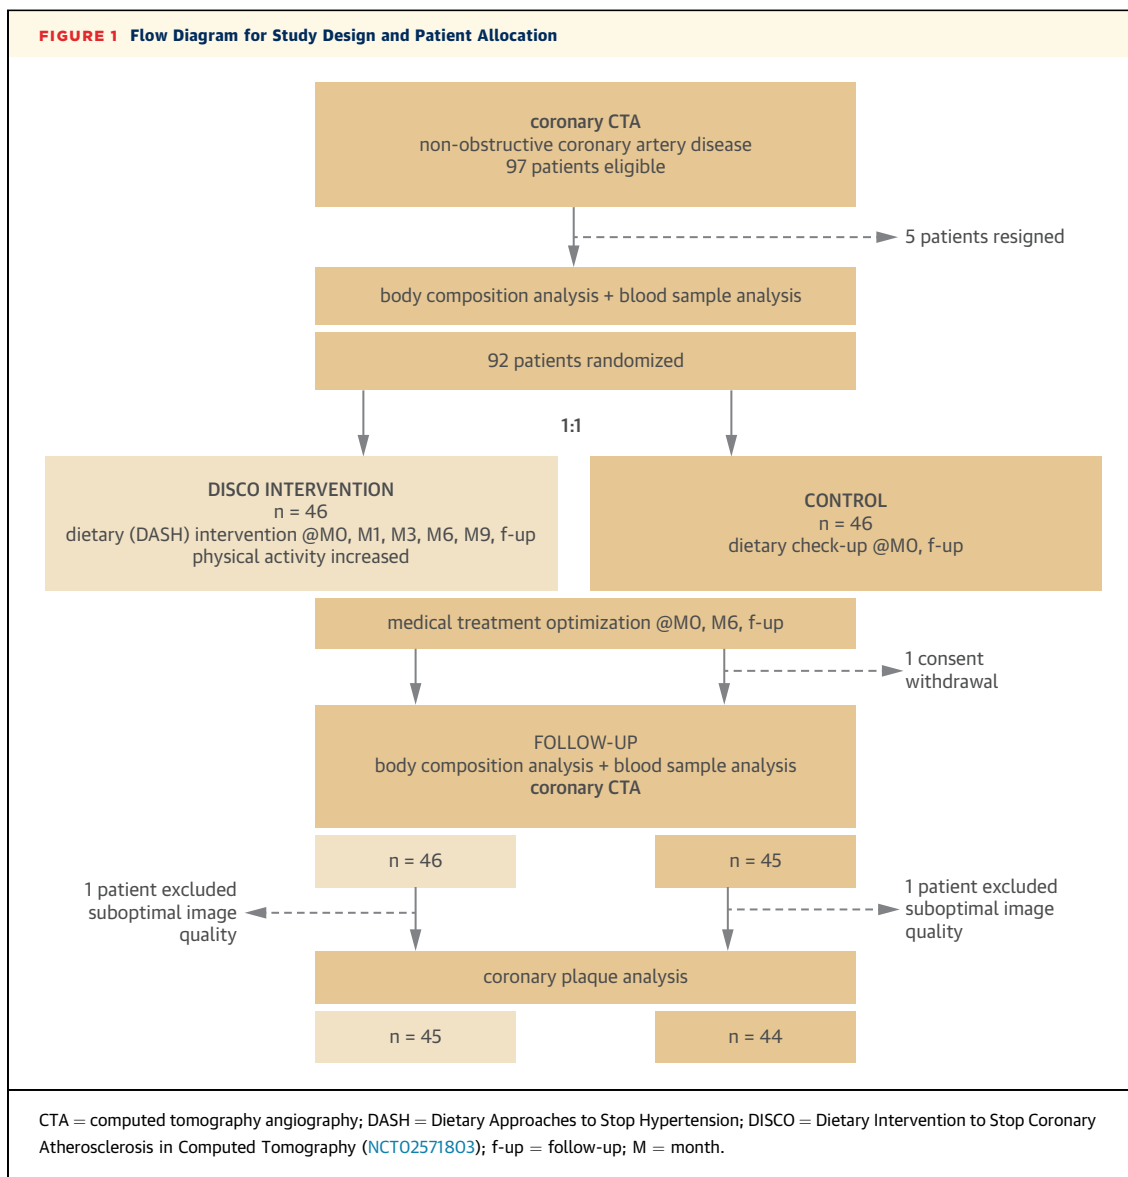 FIGURE 1 Flow Diagram for Study Design and Patient Allocation
coronary CTA
non-obstructive coronary artery disease
97 patients eligible
5 patients resigned
body composition analysis + blood sample analysis
92 patients randomized
1:1
DISCO INTERVENTION
n = 46
dietary (DASH) intervention @M0, M1, M3, M6, M9, f-up
physical activity increased
CONTROL
n = 46
dietary check-up @M0, f-up
medical treatment optimization @M0, M6, f-up
1 consent
withdrawal
FOLLOW-UP
body composition analysis + blood sample analysis
coronary CTA
n = 46
n = 45
1 patient excluded
suboptimal image
quality
1 patient excluded
suboptimal image
quality
coronary plaque analysis
n = 45
n = 44
CTA = computed tomography angiography; DASH = Dietary Approaches to Stop Hypertension; DISCO = Dietary Intervention to Stop Coronary
Atherosclerosis in Computed Tomography (NCT02571803); f-up = follow-up; M = month.